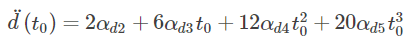 d̈(t₀) = 2α_{d2} + 6α_{d3}t₀ + 12α_{d4}t₀² + 20α_{d5}t₀³